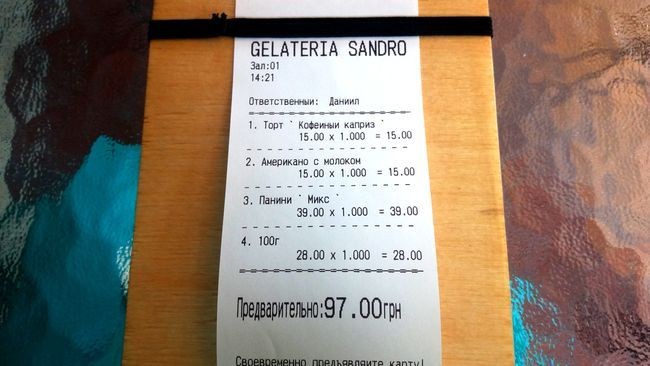 GELATERIA SANDRO
Зал:01
14:21
Ответственный: Даниил
1. Торт ` Кофейный каприз `
15.00 x 1.000 = 15.00
2. Американо с молоком
15.00 x 1.000 = 15.00
3. Панини ` Микс `
39.00 x 1.000 = 39.00
4. 100г
28.00 x 1.000 = 28.00
Предварительно:97.00грн
Своевременно предъявляйте карту!